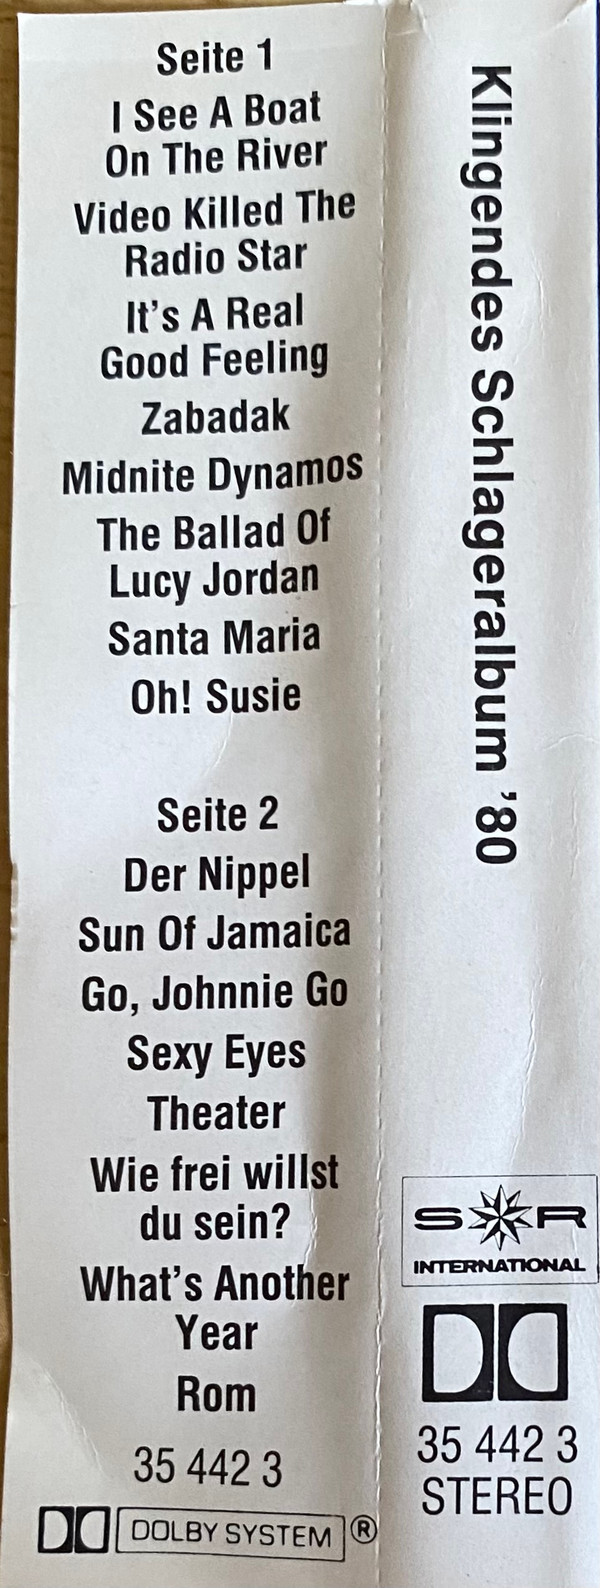 Seite 1
I See A Boat
On The River
Video Killed The
Radio Star
It's A Real
Good Feeling
Zabadak
Midnite Dynamos
The Ballad Of
Lucy Jordan
Santa Maria
Oh! Susie
Seite 2
Der Nippel
Sun Of Jamaica
Go, Johnnie Go
Sexy Eyes
Theater
Wie frei willst
du sein?
What's Another
Year
Rom
35 442 3
DOLBY SYSTEM ®
Klingendes Schlageralbum '80
S R
INTERNATIONAL
35 442 3
STEREO